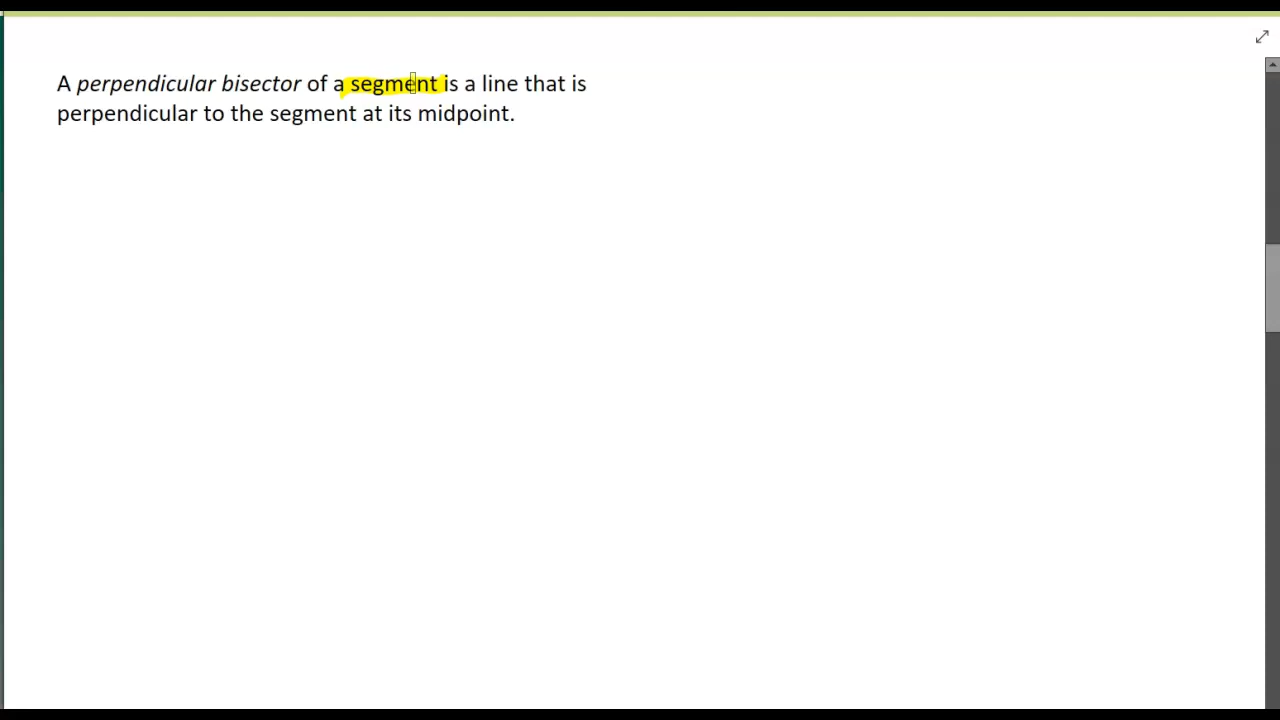 A perpendicular bisector of a segment is a line that is
perpendicular to the segment at its midpoint.